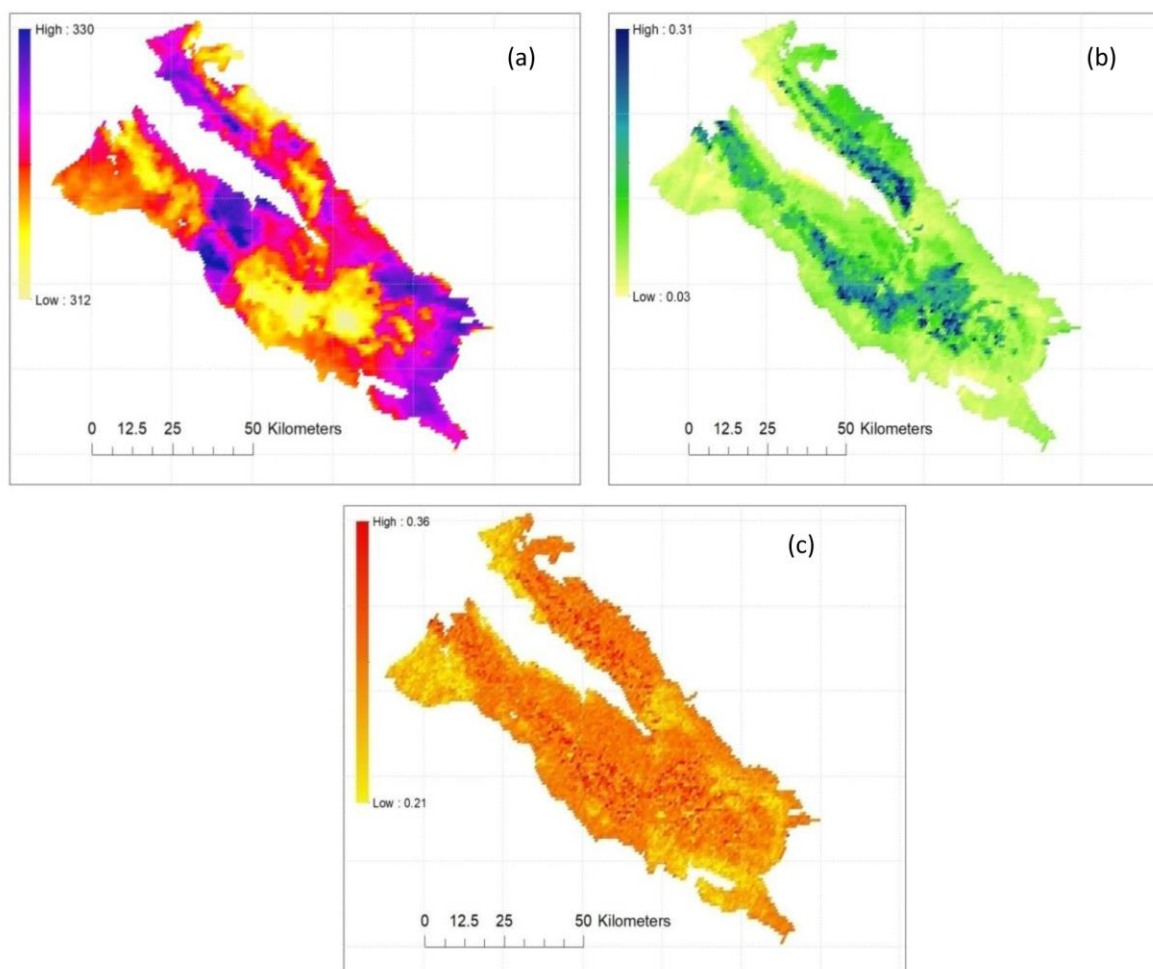 High : 330
(a)
Low : 312
0 12.5 25 50 Kilometers
High : 0.31
(b)
Low : 0.03
0 12.5 25 50 Kilometers
High : 0.36
(c)
Low : 0.21
0 12.5 25 50 Kilometers